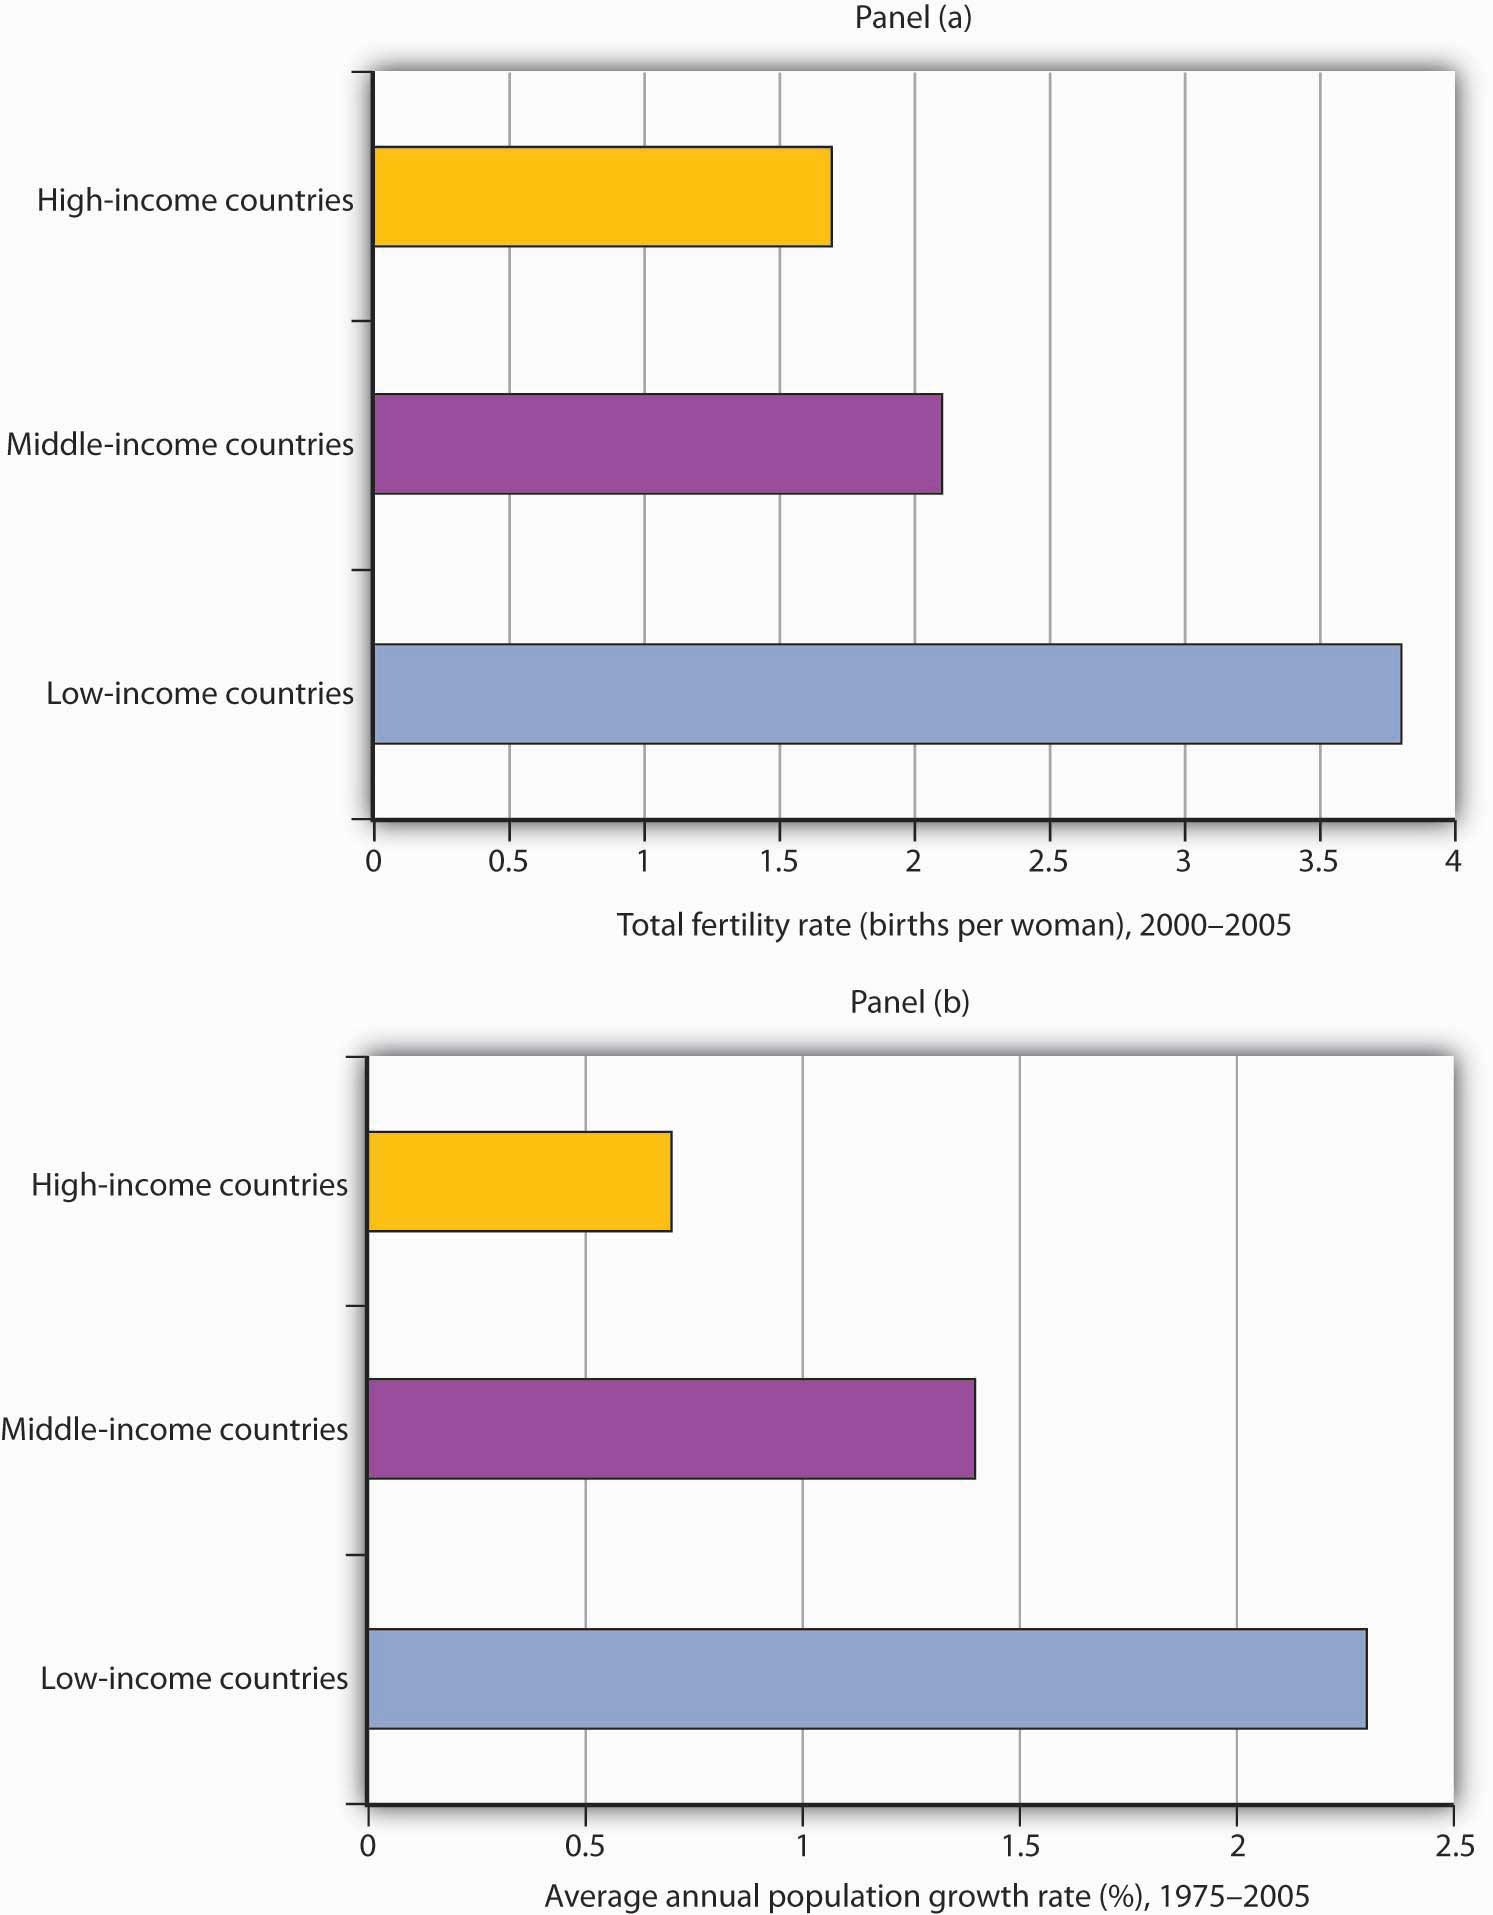 Panel (a)
High-income countries
Middle-income countries
Low-income countries
0 0.5 1 1.5 2 2.5 3 3.5 4
Total fertility rate (births per woman), 2000–2005
Panel (b)
High-income countries
Middle-income countries
Low-income countries
0 0.5 1 1.5 2 2.5
Average annual population growth rate (%), 1975–2005